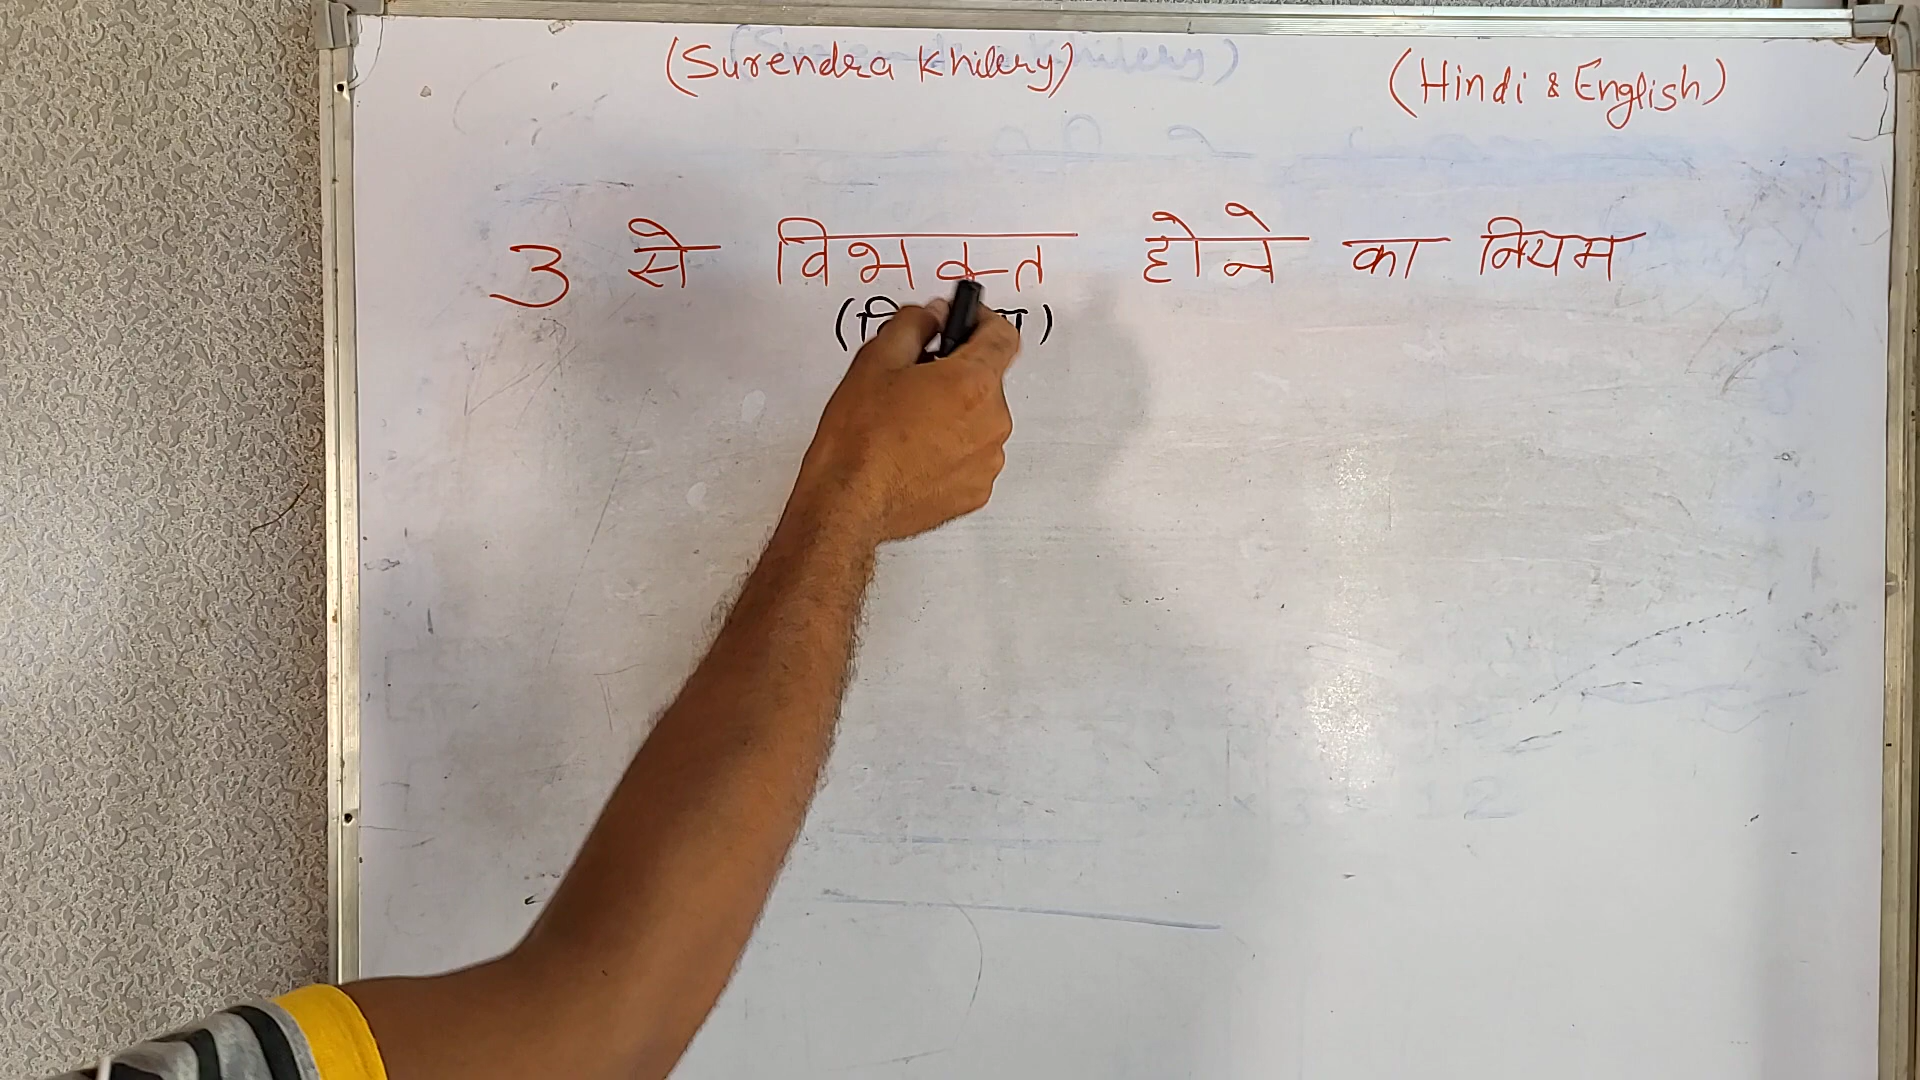 (Surendra Khilery) (Hindi & English)
3 से विभक्त होने का नियम